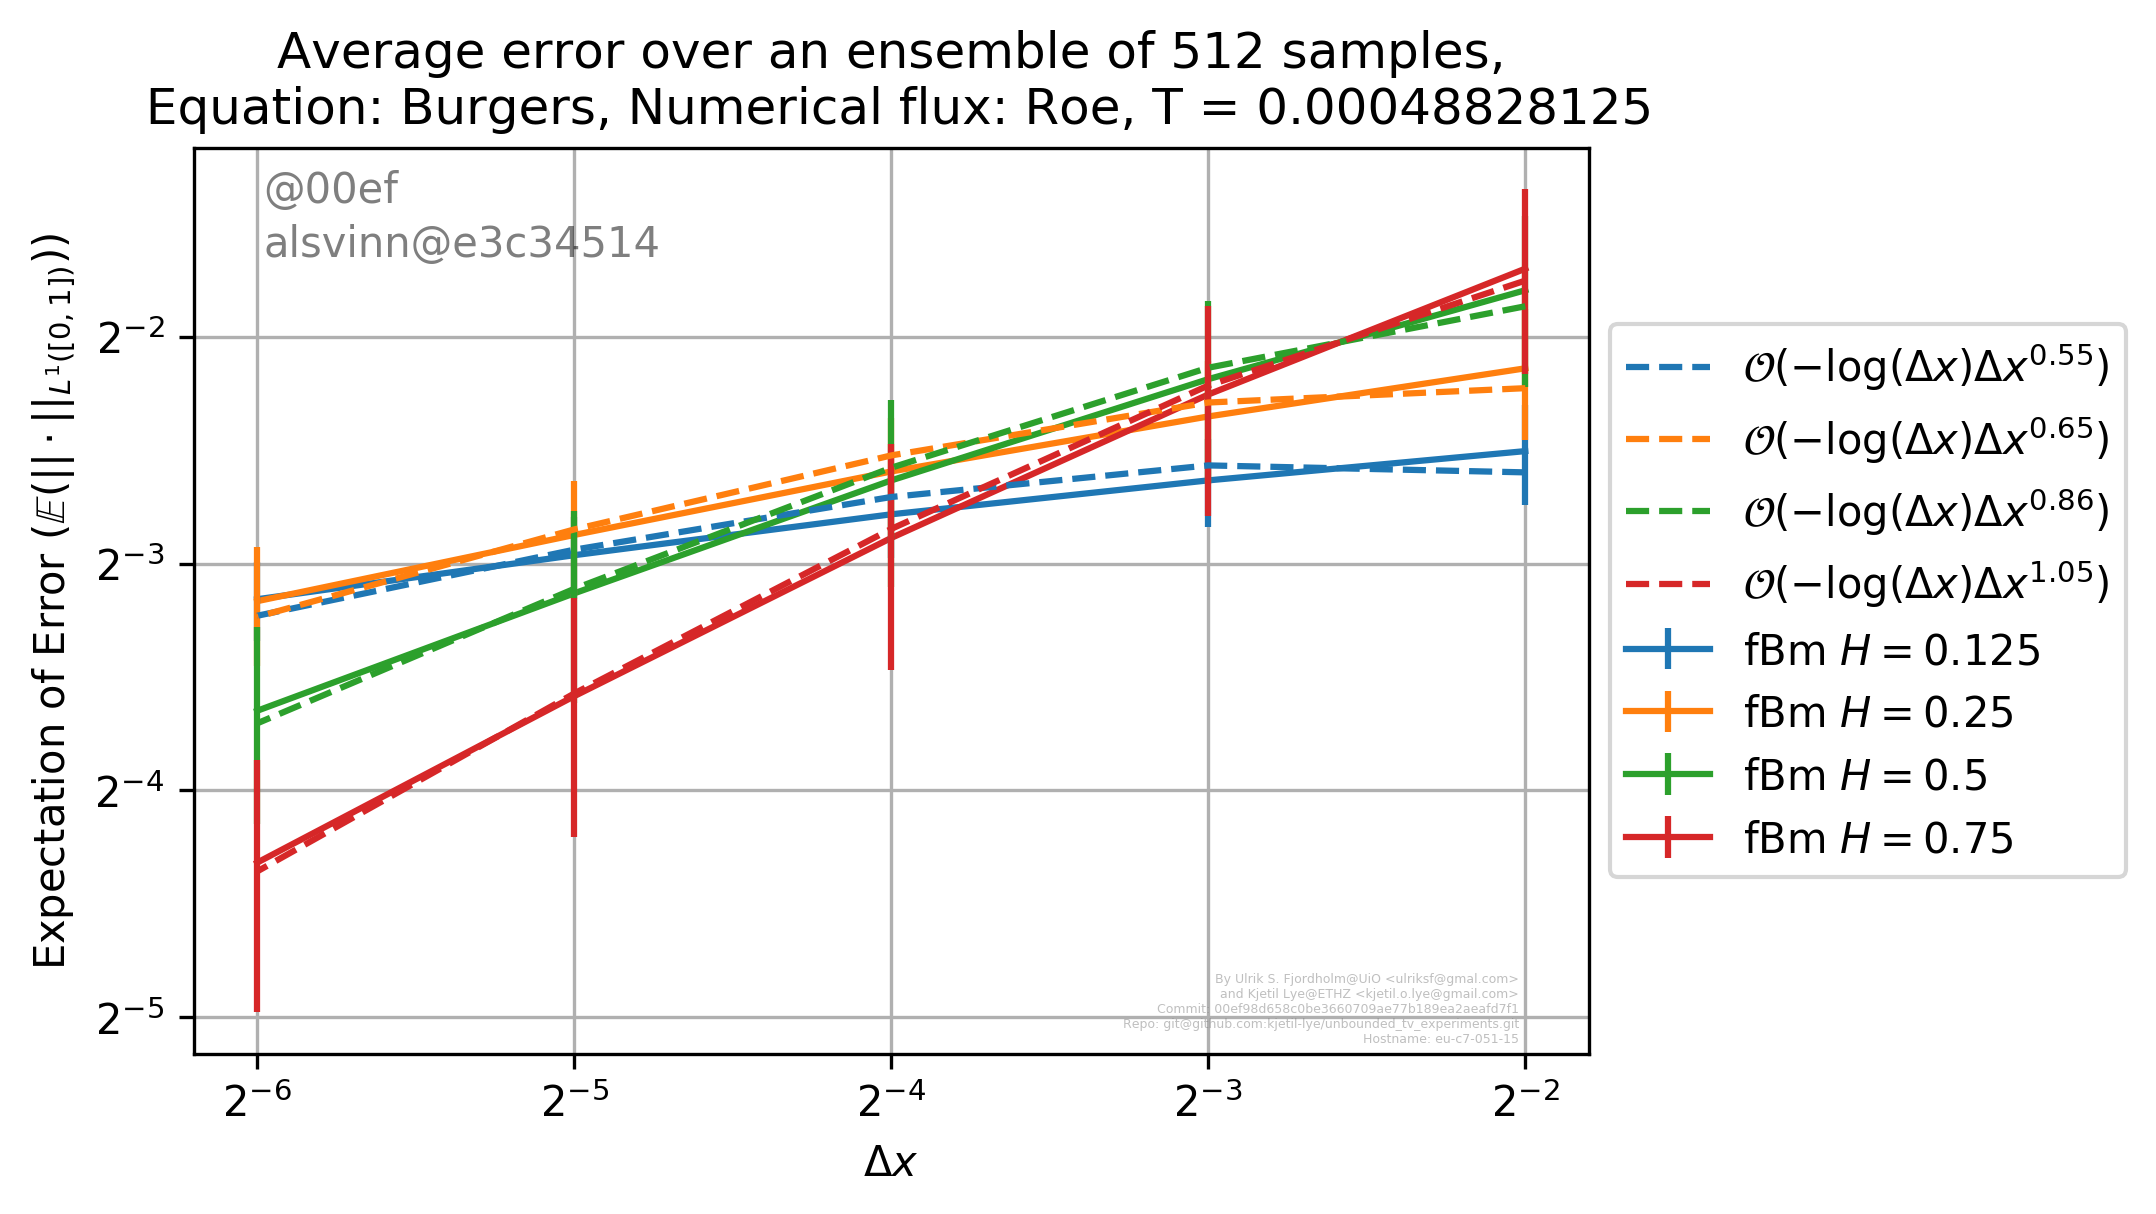 Average error over an ensemble of 512 samples,
Equation: Burgers, Numerical flux: Roe, T = 0.00048828125
@00ef
alsvinn@e3c34514
Expectation of Error (𝔼(||·||_{L^1([0,1])}))
2^{-2}
2^{-3}
2^{-4}
2^{-5}
𝒪(−log(Δx)Δx^{0.55})
𝒪(−log(Δx)Δx^{0.65})
𝒪(−log(Δx)Δx^{0.86})
𝒪(−log(Δx)Δx^{1.05})
fBm H = 0.125
fBm H = 0.25
fBm H = 0.5
fBm H = 0.75
By Ulrik S. Fjordholm@UiO <ulriksf@gmal.com>
and Kjetil Lye@ETHZ <kjetil.o.lye@gmail.com>
Commit: 00ef98d658c0be3660709ae77b189ea2aeafd7f1
Repo: git@github.com:kjetil-lye/unbounded_tv_experiments.git
Hostname: eu-c7-051-15
2^{-6} 2^{-5} 2^{-4} 2^{-3} 2^{-2}
Δx